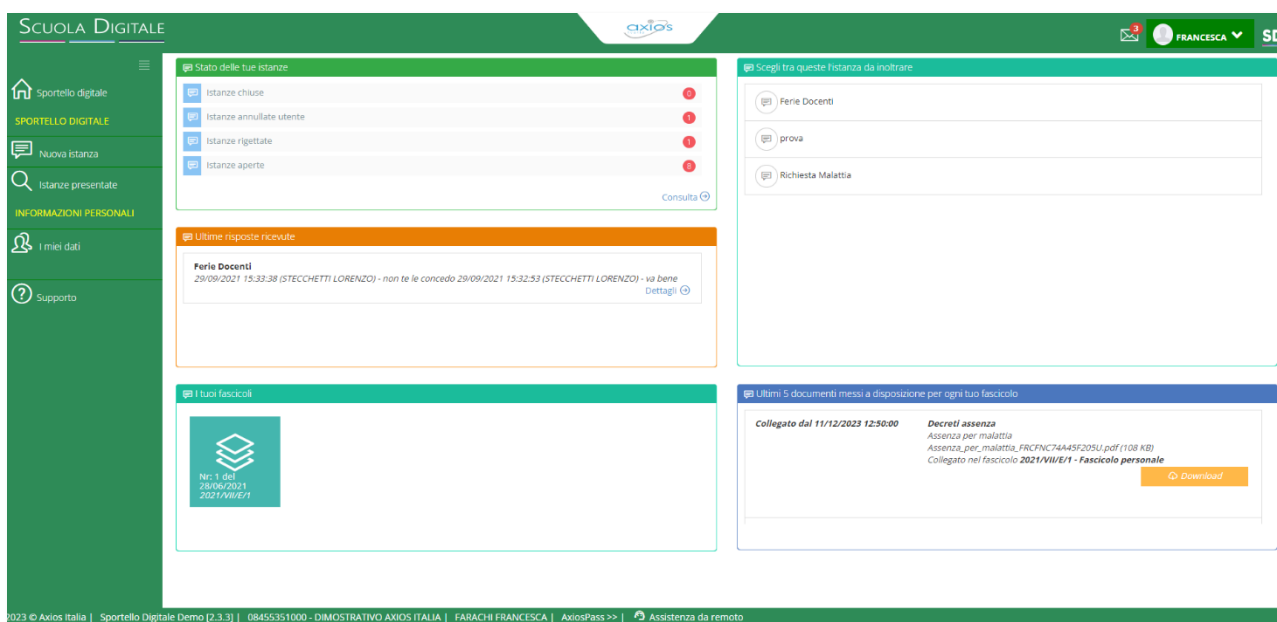 SCUOLA DIGITALE
axios
3
FRANCESCA
SD
Sportello digitale
SPORTELLO DIGITALE
Nuova istanza
Istanze presentate
INFORMAZIONI PERSONALI
I miei dati
Supporto
Stato delle tue istanze
Istanze chiuse 0
Istanze annullate utente 1
Istanze rigettate 1
Istanze aperte 8
Consulta
Scegli tra queste l'istanza da inoltrare
Ferie Docenti
prova
Richiesta Malattia
Ultime risposte ricevute
Ferie Docenti
29/09/2021 15:33:38 (STECCHETTI LORENZO) - non te le concedo 29/09/2021 15:32:53 (STECCHETTI LORENZO) - va bene
Dettagli
I tuoi fascicoli
Nr: 1 del
28/06/2021
2021/VII/E/1
Ultimi 5 documenti messi a disposizione per ogni tuo fascicolo
Collegato dal 11/12/2023 12:50:00
Decreti assenza
Assenza per malattia
Assenza_per_malattia_FRCFNC74A45F205U.pdf (108 KB)
Collegato nel fascicolo 2021/VII/E/1 - Fascicolo personale
Download
2023 © Axios Italia | Sportello Digitale Demo [2.3.3] | 08455351000 - DIMOSTRATIVO AXIOS ITALIA | FARACHI FRANCESCA | AxiosPass >> | Assistenza da remoto